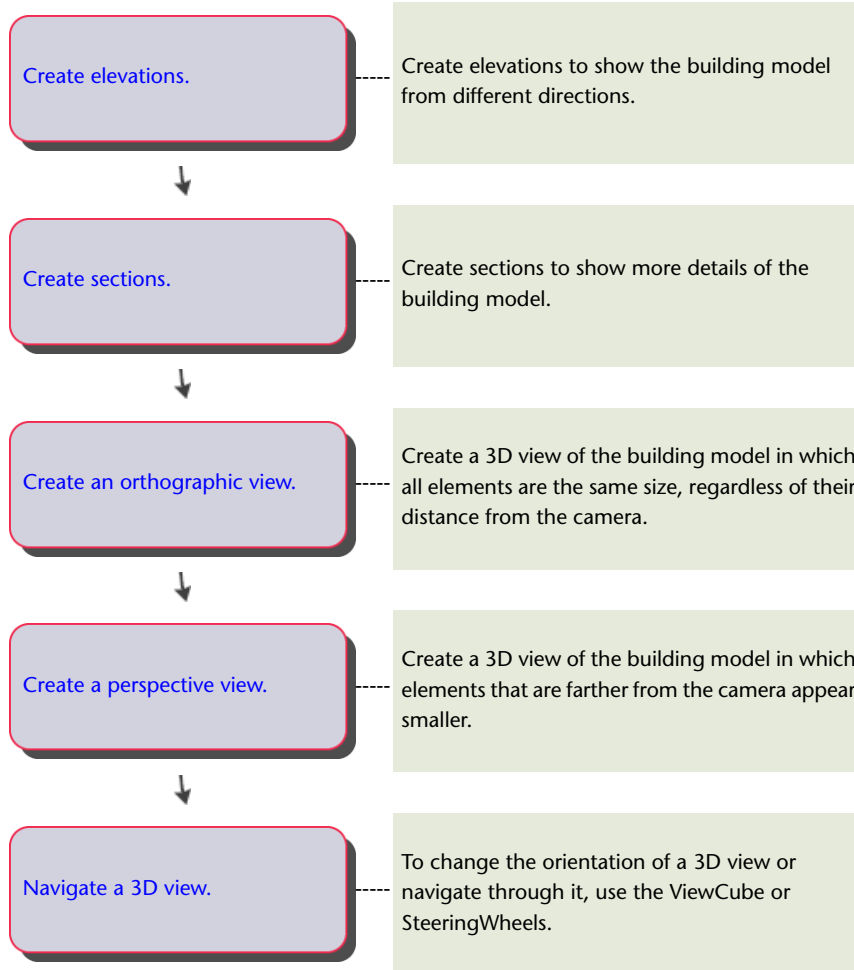 Create elevations.
Create elevations to show the building model
from different directions.
Create sections.
Create sections to show more details of the
building model.
Create an orthographic view.
Create a 3D view of the building model in which
all elements are the same size, regardless of their
distance from the camera.
Create a perspective view.
Create a 3D view of the building model in which
elements that are farther from the camera appear
smaller.
Navigate a 3D view.
To change the orientation of a 3D view or
navigate through it, use the ViewCube or
SteeringWheels.